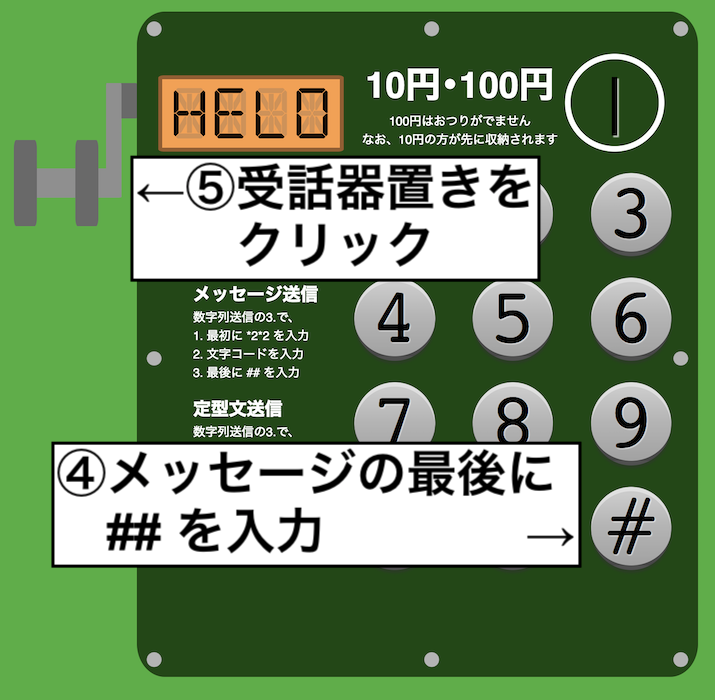 HELO
10円・100円
100円はおつりがでません
なお、10円の方が先に収納されます
←⑤受話器置きを
クリック
3
メッセージ送信
数字列送信の3.で、
1. 最初に *2*2 を入力
2. 文字コードを入力
3. 最後に ## を入力
4 5 6
定型文送信
数字列送信の3.で、
7 8 9
④メッセージの最後に
## を入力 →
#